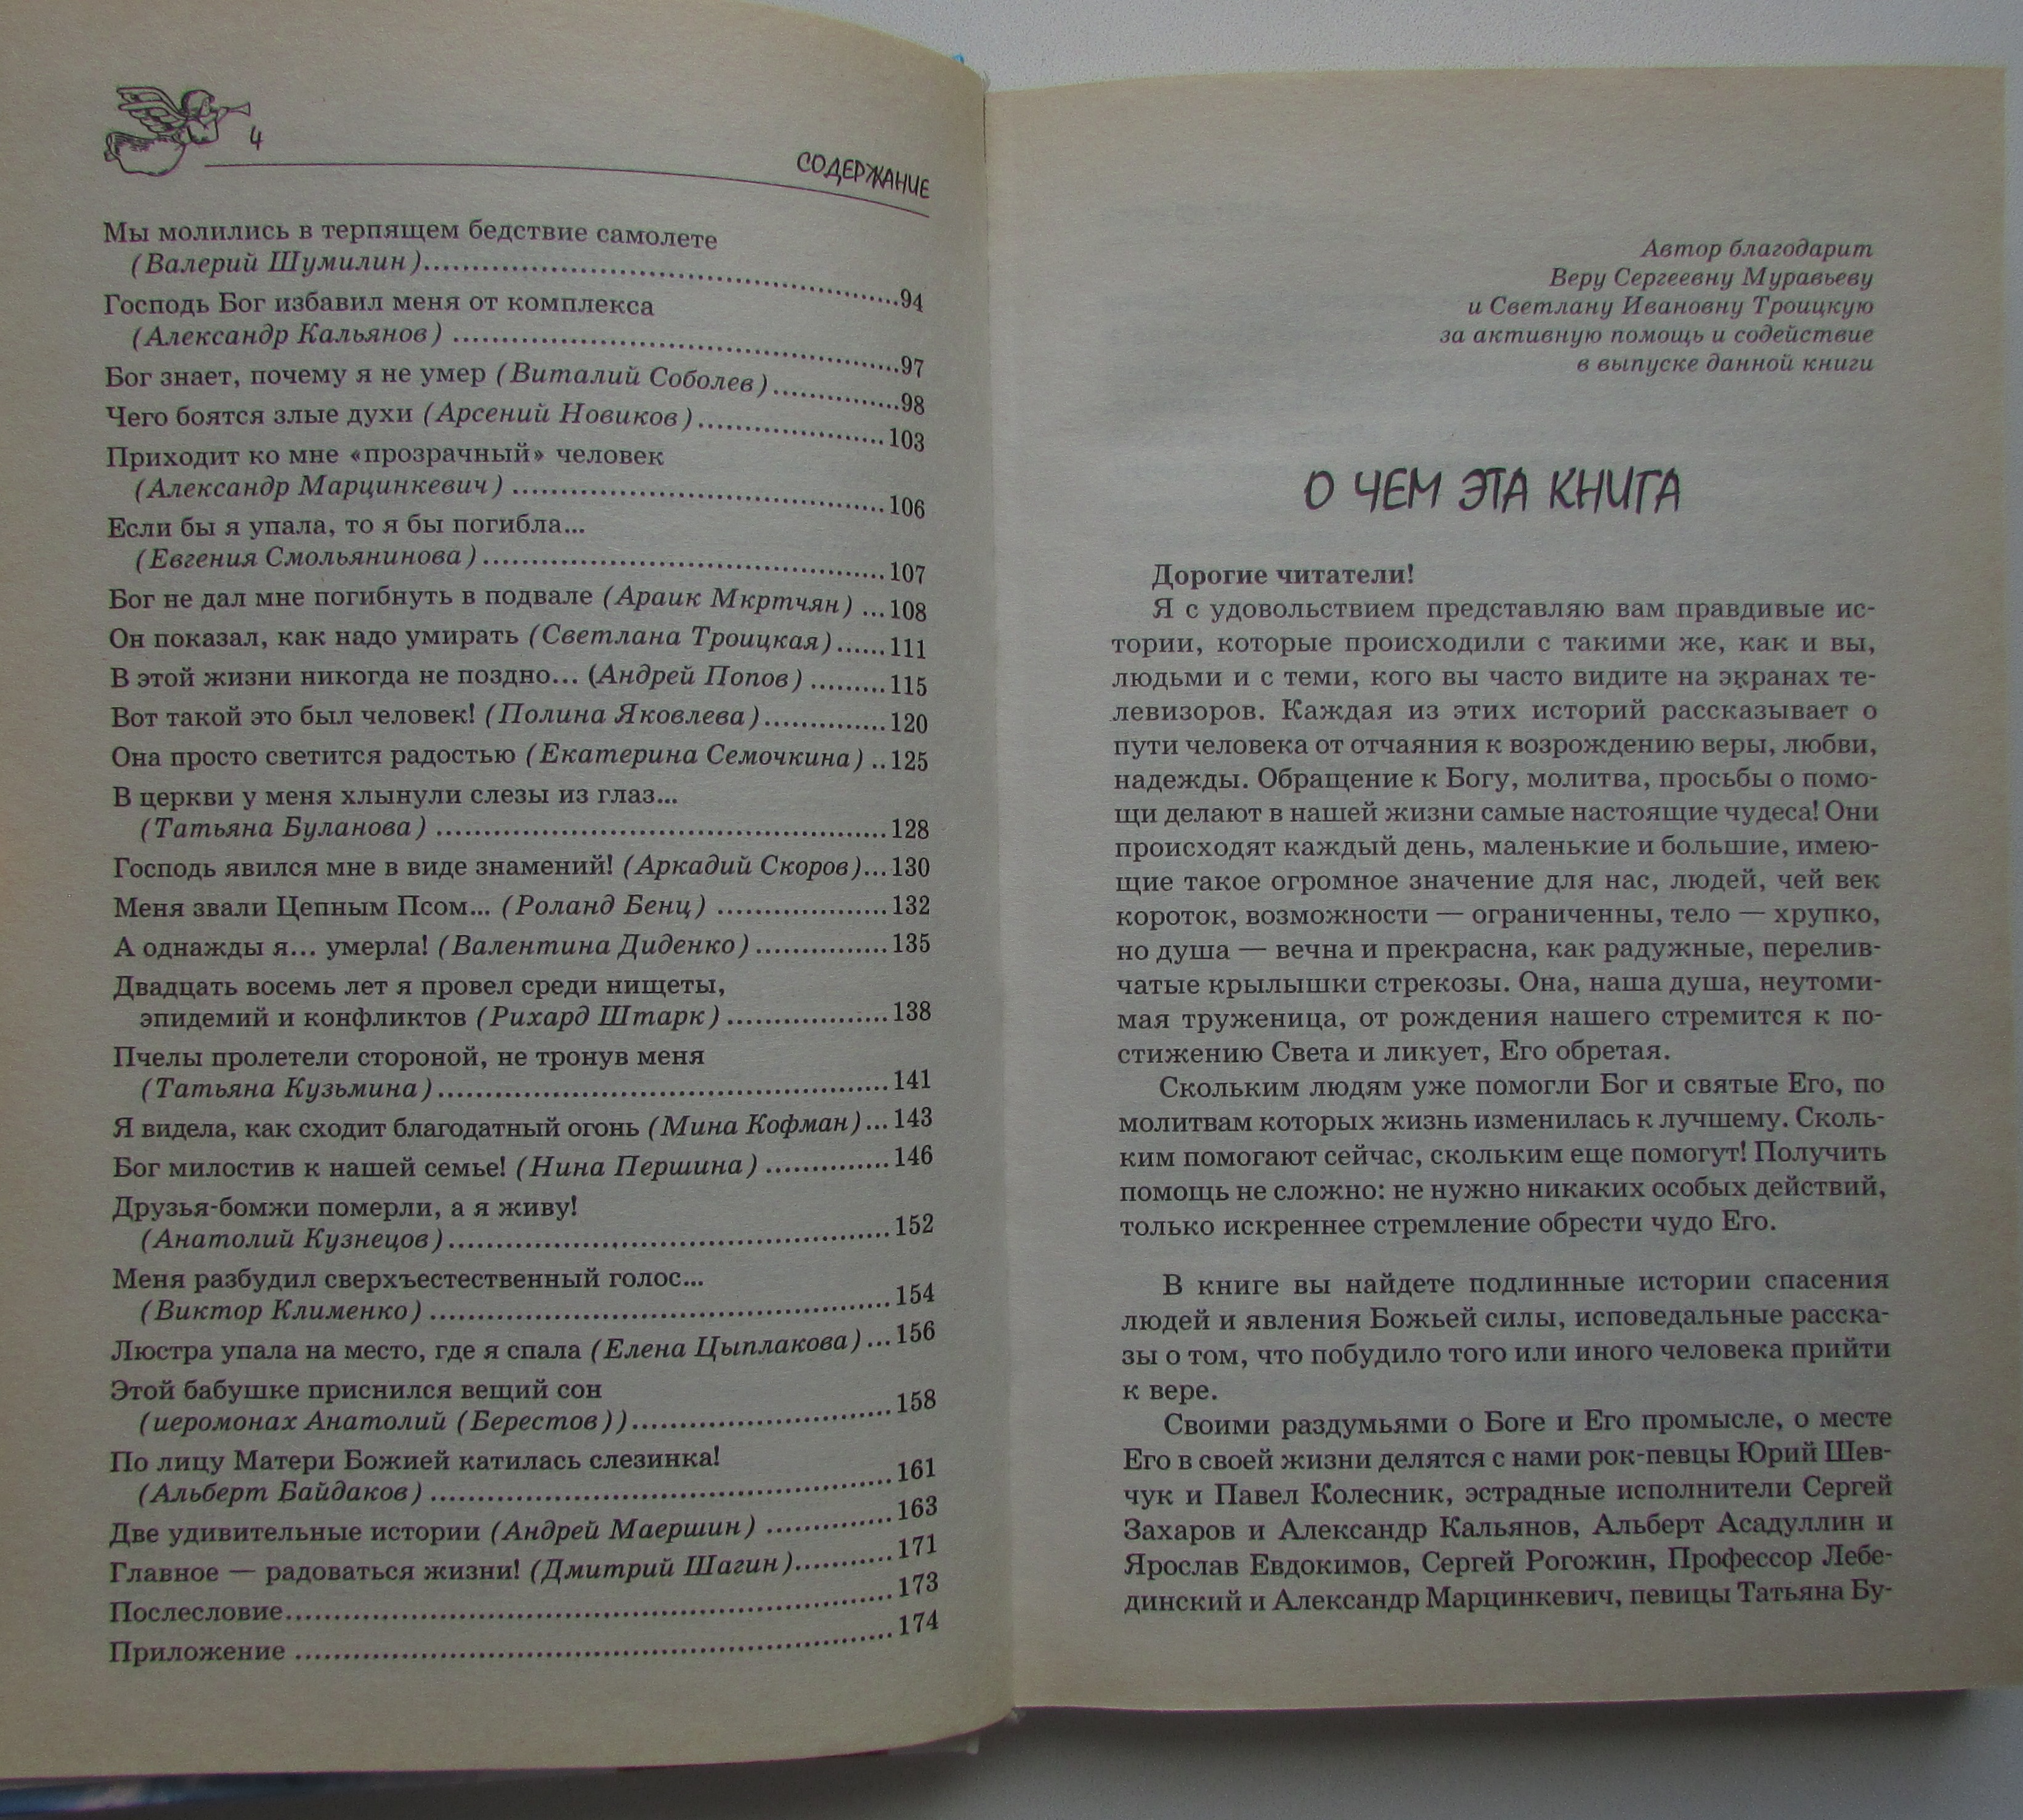 4
СОДЕРЖАНИЕ
Мы молились в терпящем бедствие самолете
(Валерий Шумилин)..........94
Господь Бог избавил меня от комплекса
(Александр Кальянов)..........97
Бог знает, почему я не умер (Виталий Соболев)..........98
Чего боятся злые духи (Арсений Новиков)..........103
Приходит ко мне «прозрачный» человек
(Александр Марцинкевич)..........106
Если бы я упала, то я бы погибла...
(Евгения Смольянинова)..........107
Бог не дал мне погибнуть в подвале (Араик Мкртчян) ...108
Он показал, как надо умирать (Светлана Троицкая)......111
В этой жизни никогда не поздно... (Андрей Попов) .........115
Вот такой это был человек! (Полина Яковлева)..............120
Она просто светится радостью (Екатерина Семочкина) ..125
В церкви у меня хлынули слезы из глаз...
(Татьяна Буланова)..........128
Господь явился мне в виде знамений! (Аркадий Скоров)...130
Меня звали Цепным Псом... (Роланд Бенц)..........132
А однажды я... умерла! (Валентина Диденко)..........135
Двадцать восемь лет я провел среди нищеты,
эпидемий и конфликтов (Рихард Штарк)..........138
Пчелы пролетели стороной, не тронув меня
(Татьяна Кузьмина)..........141
Я видела, как сходит благодатный огонь (Мина Кофман)...143
Бог милостив к нашей семье! (Нина Першина)..........146
Друзья-бомжи померли, а я живу!
(Анатолий Кузнецов)..........152
Меня разбудил сверхъестественный голос...
(Виктор Клименко)..........154
Люстра упала на место, где я спала (Елена Цыплакова)...156
Этой бабушке приснился вещий сон
(иеромонах Анатолий (Берестов))..........158
По лицу Матери Божией катилась слезинка!
(Альберт Байдаков)..........161
Две удивительные истории (Андрей Маершин)..........163
Главное — радоваться жизни! (Дмитрий Шагин)..........171
Послесловие..........173
Приложение..........174
Автор благодарит
Веру Сергеевну Муравьеву
и Светлану Ивановну Троицкую
за активную помощь и содействие
в выпуске данной книги
О ЧЕМ ЭТА КНИГА
Дорогие читатели!
Я с удовольствием представляю вам правдивые ис-
тории, которые происходили с такими же, как и вы,
людьми и с теми, кого вы часто видите на экранах те-
левизоров. Каждая из этих историй рассказывает о
пути человека от отчаяния к возрождению веры, любви,
надежды. Обращение к Богу, молитва, просьбы о помо-
щи делают в нашей жизни самые настоящие чудеса! Они
происходят каждый день, маленькие и большие, имею-
щие такое огромное значение для нас, людей, чей век
короток, возможности — ограниченны, тело — хрупко,
но душа — вечна и прекрасна, как радужные, перелив-
чатые крылышки стрекозы. Она, наша душа, неутоми-
мая труженица, от рождения нашего стремится к по-
стижению Света и ликует, Его обретая.
Скольким людям уже помогли Бог и святые Его, по
молитвам которых жизнь изменилась к лучшему. Сколь-
ким помогают сейчас, скольким еще помогут! Получить
помощь не сложно: не нужно никаких особых действий,
только искреннее стремление обрести чудо Его.
В книге вы найдете подлинные истории спасения
людей и явления Божьей силы, исповедальные расска-
зы о том, что побудило того или иного человека прийти
к вере.
Своими раздумьями о Боге и Его промысле, о месте
Его в своей жизни делятся с нами рок-певцы Юрий Шев-
чук и Павел Колесник, эстрадные исполнители Сергей
Захаров и Александр Кальянов, Альберт Асадуллин и
Ярослав Евдокимов, Сергей Рогожин, Профессор Лебе-
динский и Александр Марцинкевич, певицы Татьяна Бу-